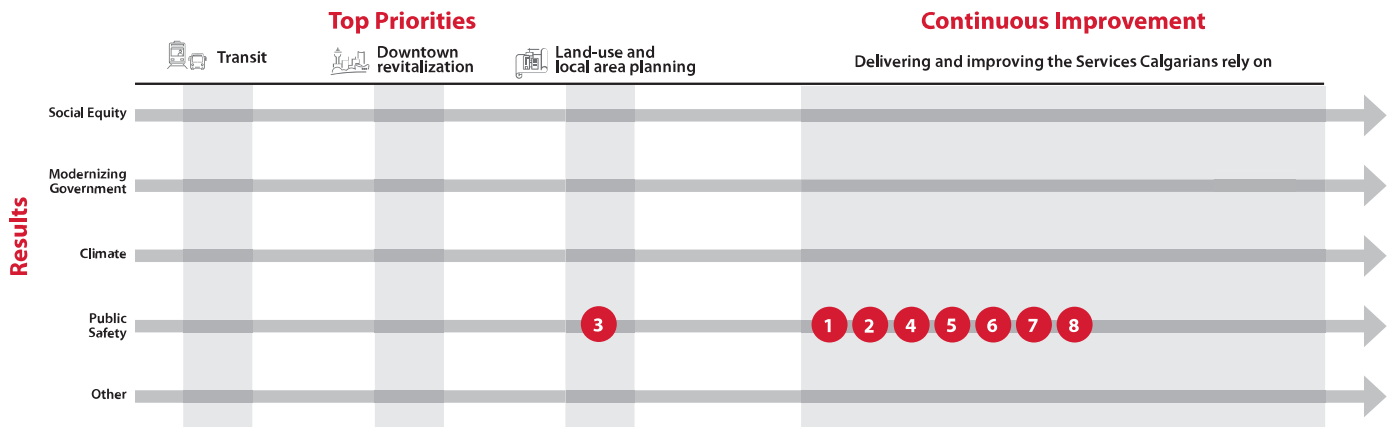 Top Priorities
Continuous Improvement
Transit
Downtown
revitalization
Land-use and
local area planning
Delivering and improving the Services Calgarians rely on
Results
Social Equity
Modernizing
Government
Climate
Public
Safety
3
1 2 4 5 6 7 8
Other